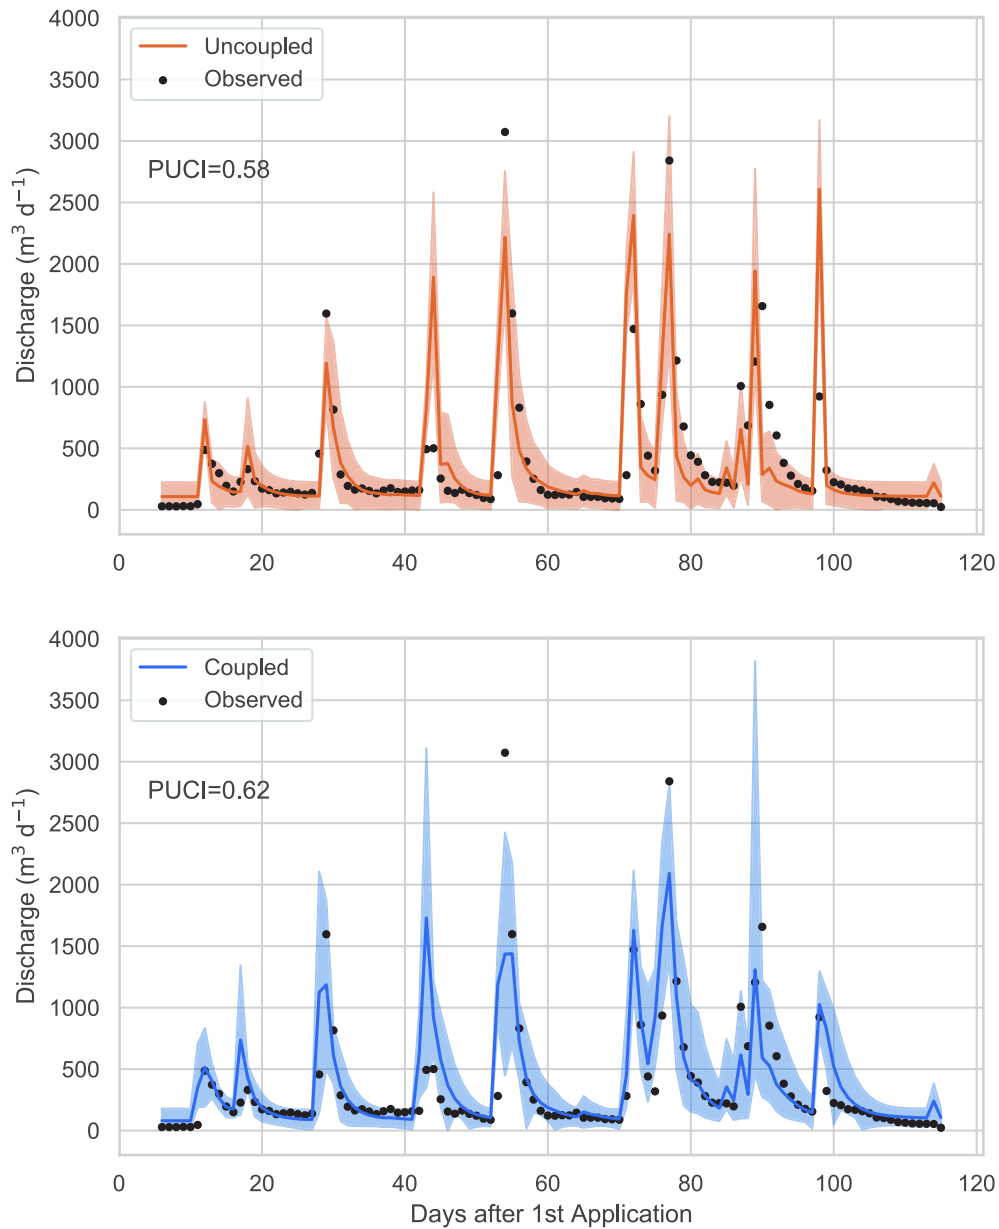 4000
3500
3000
2500
2000
1500
1000
500
0
Discharge (m³ d⁻¹)
Uncoupled
Observed
PUCI=0.58
0 20 40 60 80 100 120
4000
3500
3000
2500
2000
1500
1000
500
0
Discharge (m³ d⁻¹)
Coupled
Observed
PUCI=0.62
0 20 40 60 80 100 120
Days after 1st Application